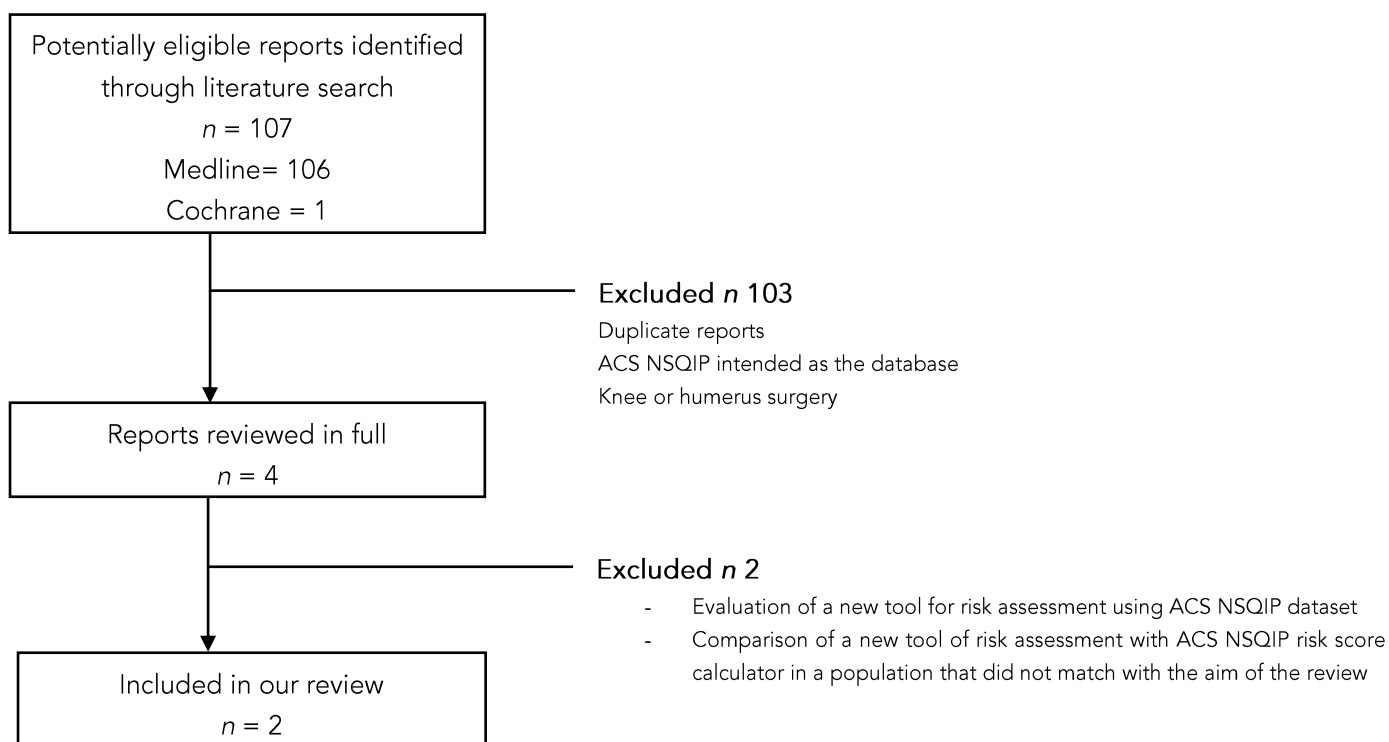 Potentially eligible reports identified
through literature search
n = 107
Medline= 106
Cochrane = 1
Excluded n 103
Duplicate reports
ACS NSQIP intended as the database
Knee or humerus surgery
Reports reviewed in full
n = 4
Excluded n 2
- Evaluation of a new tool for risk assessment using ACS NSQIP dataset
- Comparison of a new tool of risk assessment with ACS NSQIP risk score
calculator in a population that did not match with the aim of the review
Included in our review
n = 2